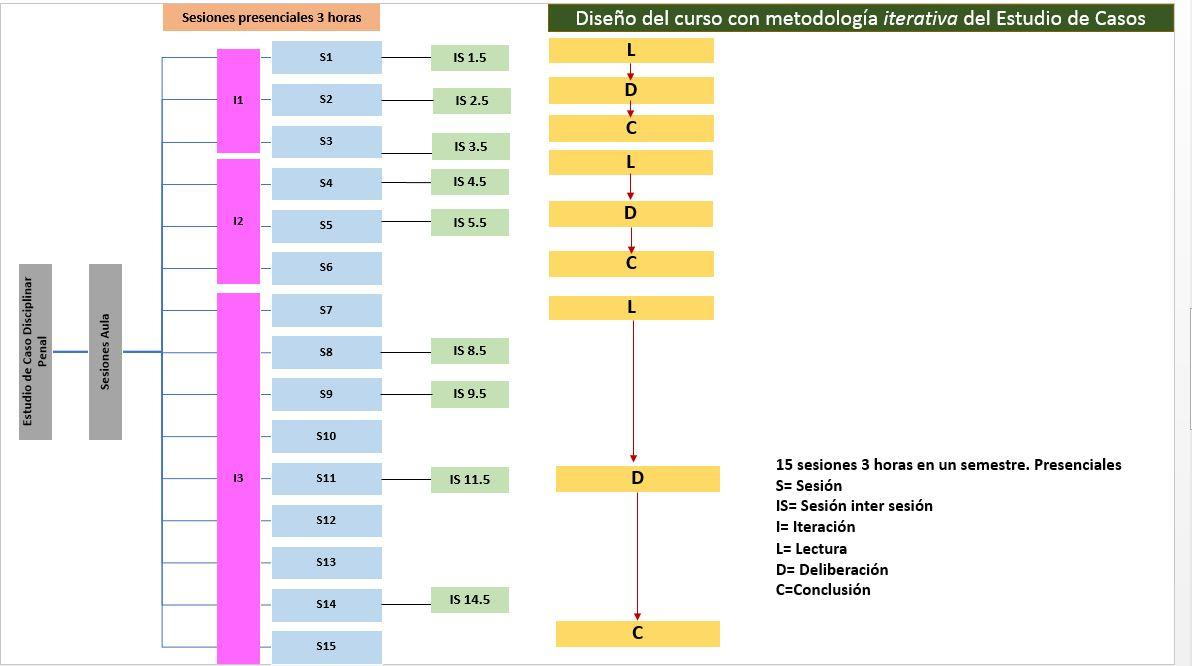 Sesiones presenciales 3 horas
Diseño del curso con metodología iterativa del Estudio de Casos
Estudio de Caso Disciplinar
Penal
Sesiones Aula
I1
I2
I3
S1
S2
S3
S4
S5
S6
S7
S8
S9
S10
S11
S12
S13
S14
S15
IS 1.5
IS 2.5
IS 3.5
IS 4.5
IS 5.5
IS 8.5
IS 9.5
IS 11.5
IS 14.5
L
D
C
L
D
C
L
D
C
15 sesiones 3 horas en un semestre. Presenciales
S= Sesión
IS= Sesión inter sesión
I= Iteración
L= Lectura
D= Deliberación
C=Conclusión